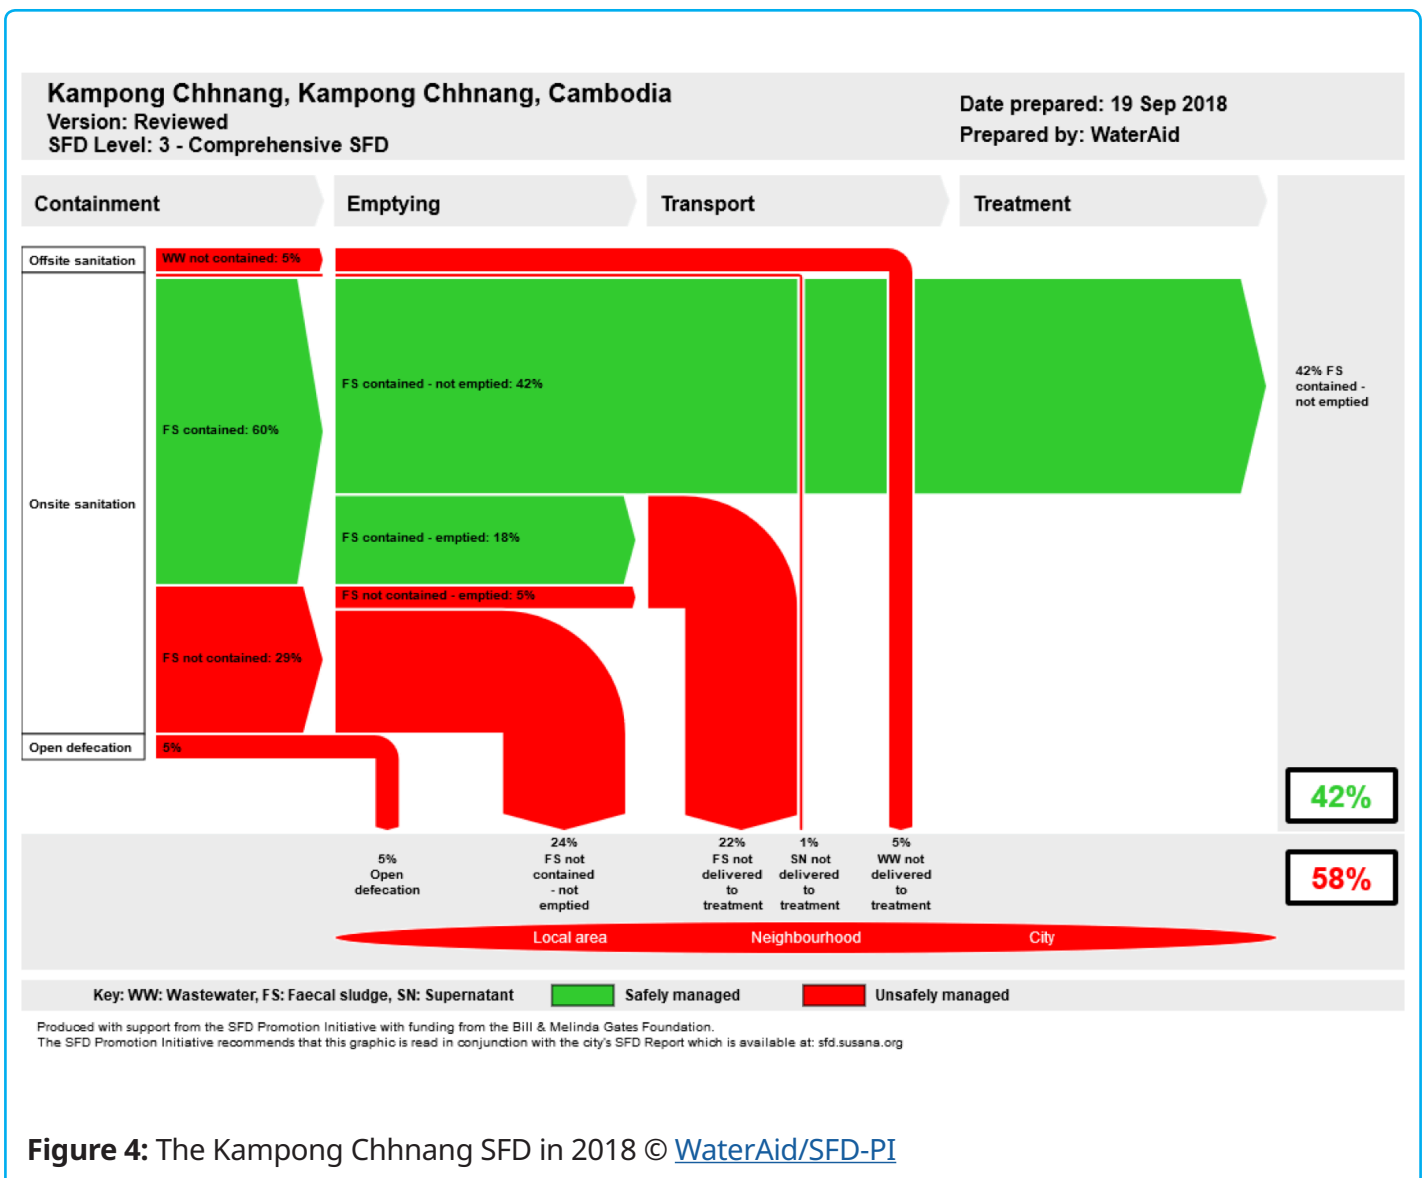 Kampong Chhnang, Kampong Chhnang, Cambodia
Version: Reviewed
SFD Level: 3 - Comprehensive SFD
Date prepared: 19 Sep 2018
Prepared by: WaterAid
Containment
Emptying
Transport
Treatment
Offsite sanitation
WW not contained: 5%
FS contained: 60%
FS contained - not emptied: 42%
42% FS
contained -
not emptied
Onsite sanitation
FS contained - emptied: 18%
FS not contained - emptied: 5%
FS not contained: 29%
Open defecation
5%
42%
5%
Open
defecation
24%
FS not
contained
- not
emptied
22%
FS not
delivered
to
treatment
1%
SN not
delivered
to
treatment
5%
WW not
delivered
to
treatment
58%
Local area
Neighbourhood
City
Key: WW: Wastewater, FS: Faecal sludge, SN: Supernatant
Safely managed
Unsafely managed
Produced with support from the SFD Promotion Initiative with funding from the Bill & Melinda Gates Foundation.
The SFD Promotion Initiative recommends that this graphic is read in conjunction with the city's SFD Report which is available at: sfd.susana.org
Figure 4: The Kampong Chhnang SFD in 2018 © WaterAid/SFD-PI